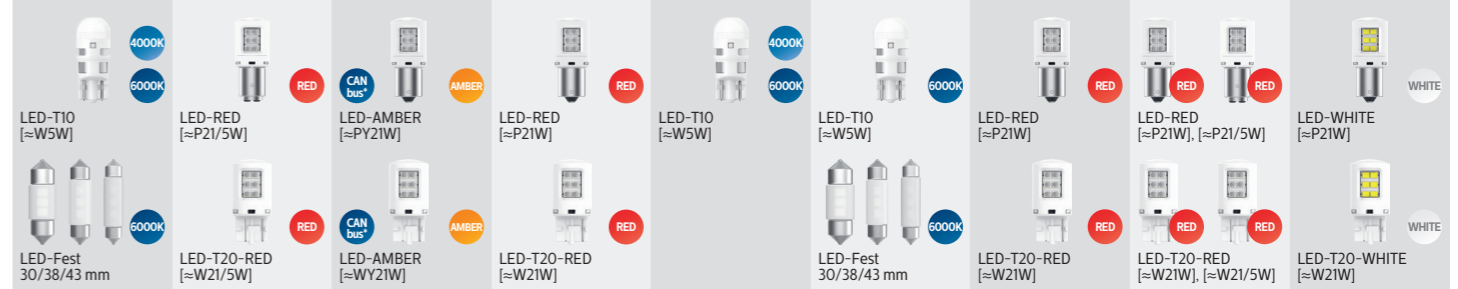 4000K
6000K
LED-T10
[≈W5W]
RED
LED-RED
[≈P21/5W]
CAN
bus*
AMBER
LED-AMBER
[≈PY21W]
RED
LED-RED
[≈P21W]
4000K
6000K
LED-T10
[≈W5W]
6000K
LED-T10
[≈W5W]
RED
LED-RED
[≈P21W]
RED
RED
LED-RED
[≈P21W], [≈P21/5W]
WHITE
LED-WHITE
[≈P21W]
6000K
LED-Fest
30/38/43 mm
RED
LED-T20-RED
[≈W21/5W]
CAN
bus*
AMBER
LED-AMBER
[≈WY21W]
RED
LED-T20-RED
[≈W21W]
6000K
LED-Fest
30/38/43 mm
RED
LED-T20-RED
[≈W21W]
RED
RED
LED-T20-RED
[≈W21W], [≈W21/5W]
WHITE
LED-T20-WHITE
[≈W21W]